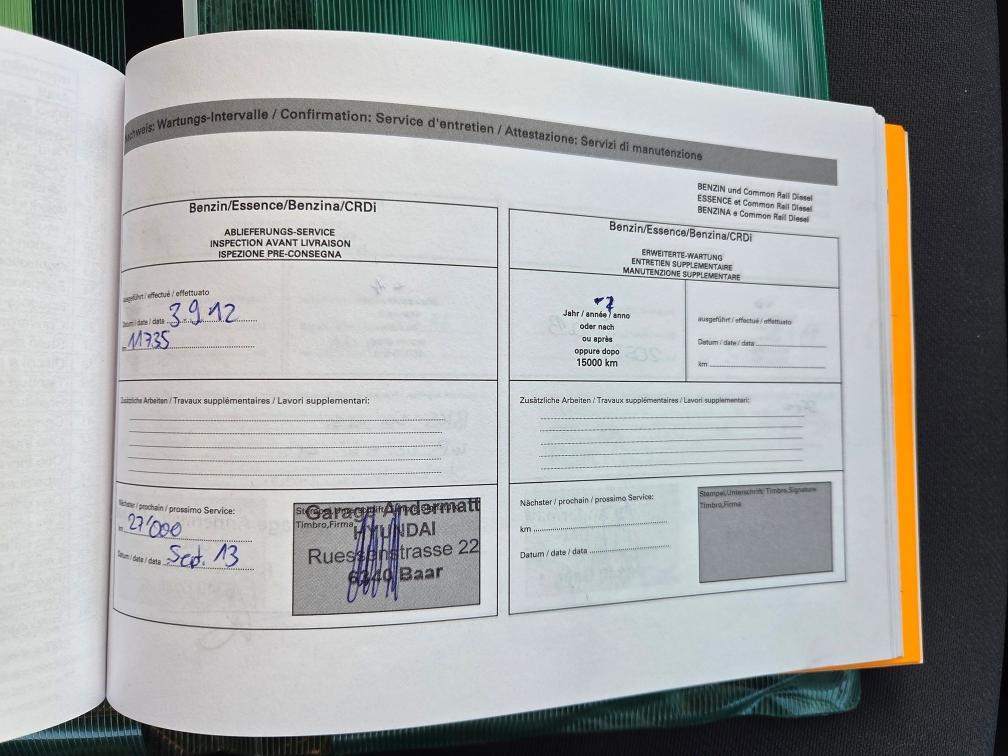 chweis: Wartungs-Intervalle / Confirmation: Service d'entretien / Attestazione: Servizi di manutenzione
BENZIN und Common Rail Diesel
ESSENCE et Common Rail Diesel
BENZINA e Common Rail Diesel
Benzin/Essence/Benzina/CRDi
ABLIEFERUNGS-SERVICE
INSPECTION AVANT LIVRAISON
ISPEZIONE PRE-CONSEGNA
ausgeführt / effectué / effettuato
Datum / date / data 3.9.12
11735
Zusätzliche Arbeiten / Travaux supplémentaires / Lavori supplementari:
Nächster / prochain / prossimo Service:
km 27'000
Datum / date / data Sept. 13
Timbro,Firma
Garage Andermatt
HYUNDAI
Ruessenstrasse 22
6340 Baar
Benzin/Essence/Benzina/CRDi
ERWEITERTE-WARTUNG
ENTRETIEN SUPPLEMENTAIRE
MANUTENZIONE SUPPLEMENTARE
Jahr / année / anno
oder nach
ou après
oppure dopo
15000 km
ausgeführt / effectué / effettuato
Datum / date / data
km
Zusätzliche Arbeiten / Travaux supplémentaires / Lavori supplementari:
Nächster / prochain / prossimo Service:
km
Datum / date / data
Stempel,Unterschrift/ Timbre,Signature
Timbro,Firma